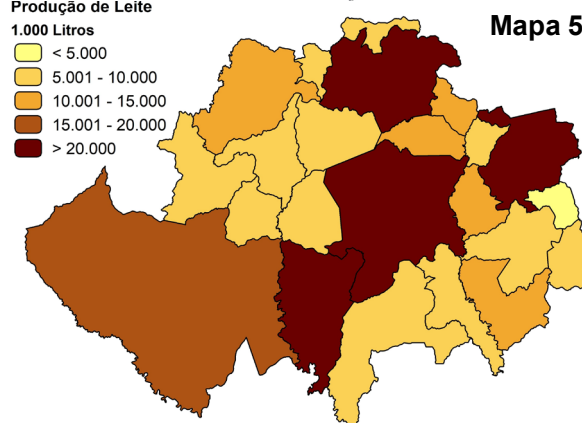 Produção de Leite
1.000 Litros
Mapa 5
< 5.000
5.001 - 10.000
10.001 - 15.000
15.001 - 20.000
> 20.000